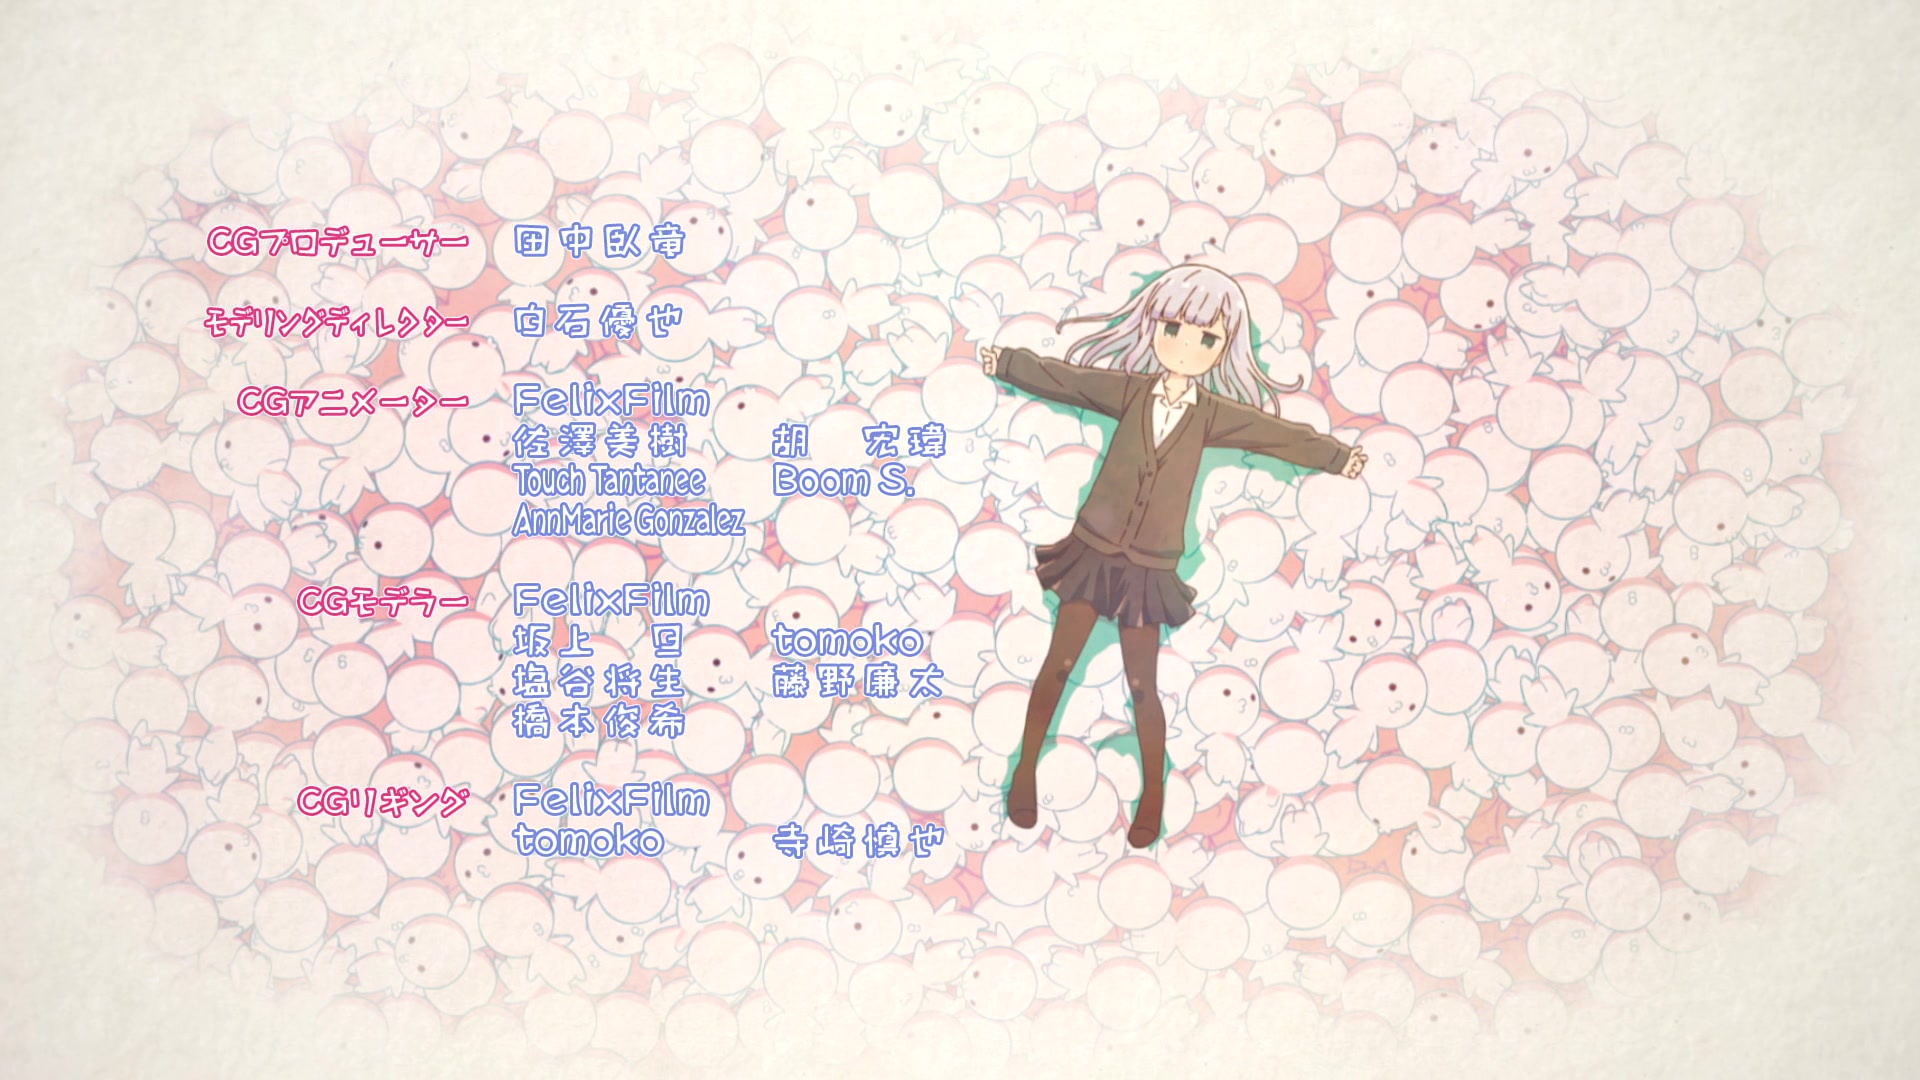 CGプロデューサー 田中臥竜
モデリングディレクター 白石優也
CGアニメーター FelixFilm
佐澤美樹 胡 宏瑋
Touch Tantanee Boom S.
AnnMarie Gonzalez
CGモデラー FelixFilm
坂上 旦 tomoko
塩谷将生 藤野廉太
橋本俊希
CGリギング FelixFilm
tomoko 寺崎慎也